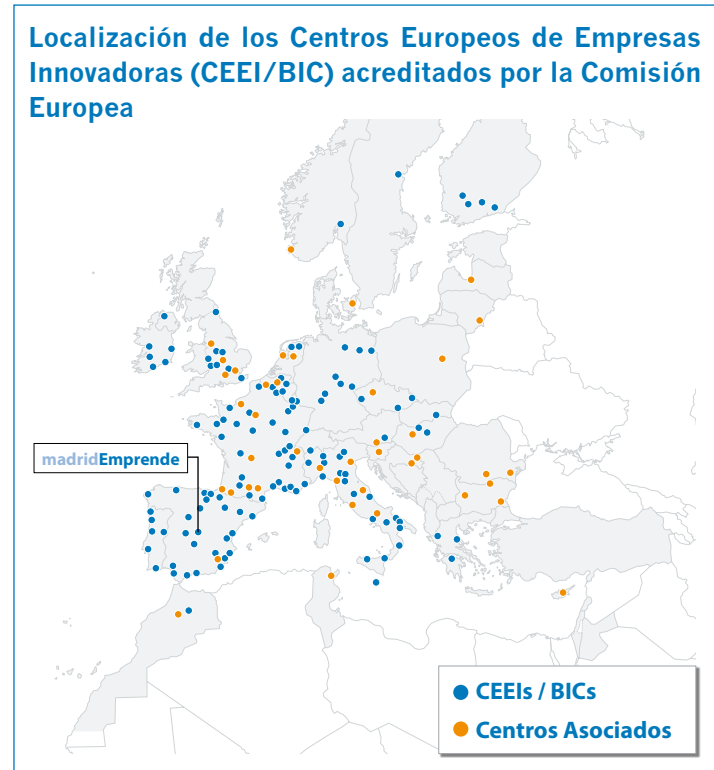 Localización de los Centros Europeos de Empresas
Innovadoras (CEEI/BIC) acreditados por la Comisión
Europea
madridEmprende
CEEIs / BICs
Centros Asociados